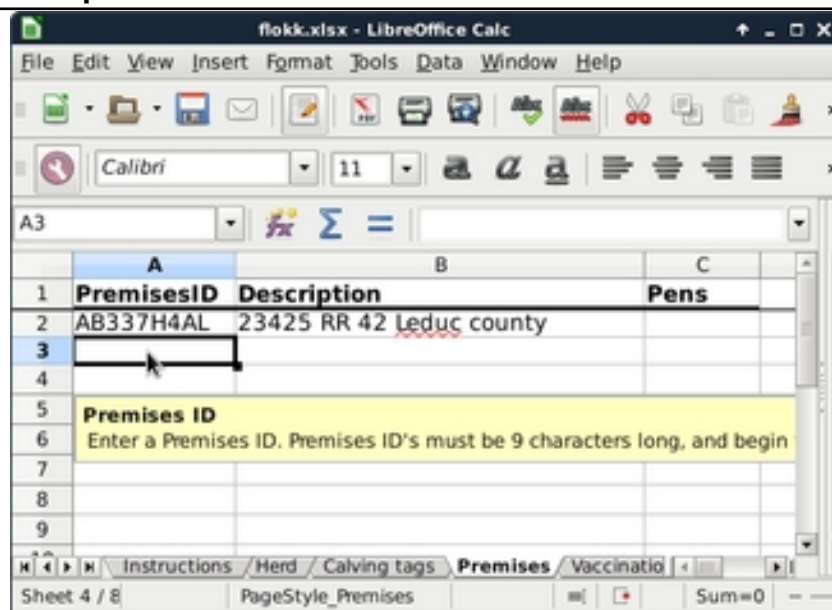 flokk.xlsx - LibreOffice Calc
File Edit View Insert Format Tools Data Window Help
Calibri 11 a a a
A3
A B C
1 PremisesID Description Pens
2 AB337H4AL 23425 RR 42 Leduc county
3
4
5 Premises ID
6 Enter a Premises ID. Premises ID's must be 9 characters long, and begin
7
8
9
Instructions Herd Calving tags Premises Vaccinatio
Sheet 4 / 8 PageStyle_Premises Sum=0